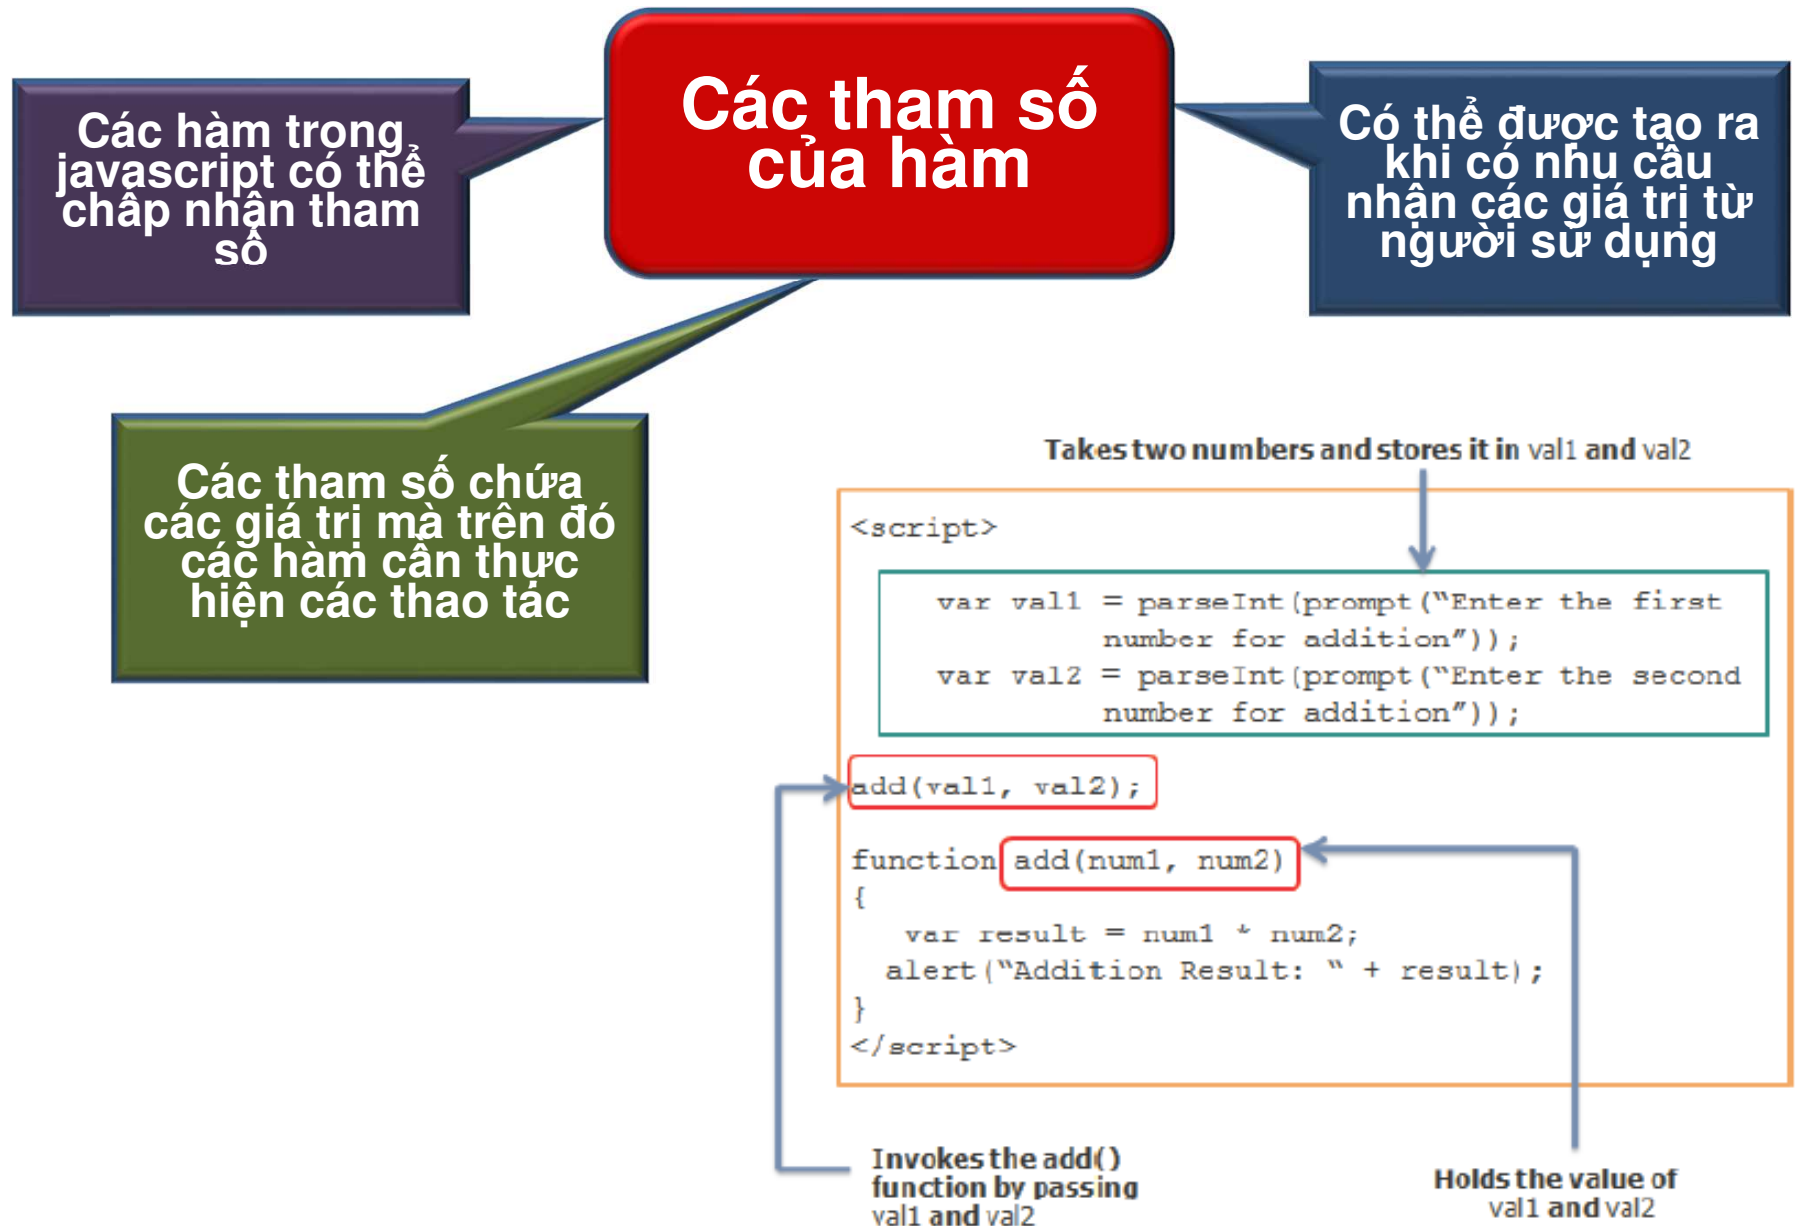 Các tham số
của hàm
Các hàm trong
javascript có thể
chấp nhận tham
số
Có thể được tạo ra
khi có nhu cầu
nhận các giá trị từ
người sử dụng
Các tham số chứa
các giá trị mà trên đó
các hàm cần thực
hiện các thao tác
Takes two numbers and stores it in val1 and val2
<script>
var val1 = parseInt(prompt(“Enter the first
number for addition”));
var val2 = parseInt(prompt(“Enter the second
number for addition”));
add(val1, val2);
function add(num1, num2)
{
var result = num1 * num2;
alert(“Addition Result: “ + result);
}
</script>
Invokes the add()
function by passing
val1 and val2
Holds the value of
val1 and val2